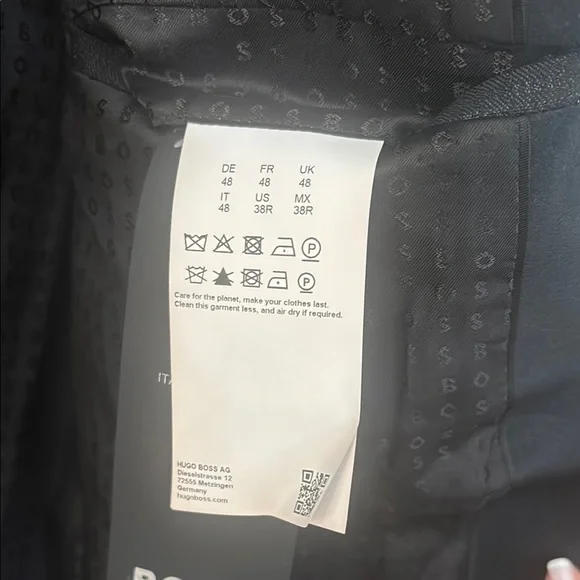 DE FR UK
48 48 48
IT US MX
48 38R 38R
P
P
Care for the planet, make your clothes last.
Clean this garment less, and air dry if required.
ITA
HUGO BOSS AG
Dieselstrasse 12
72555 Metzingen
Germany
hugoboss.com
BOSS